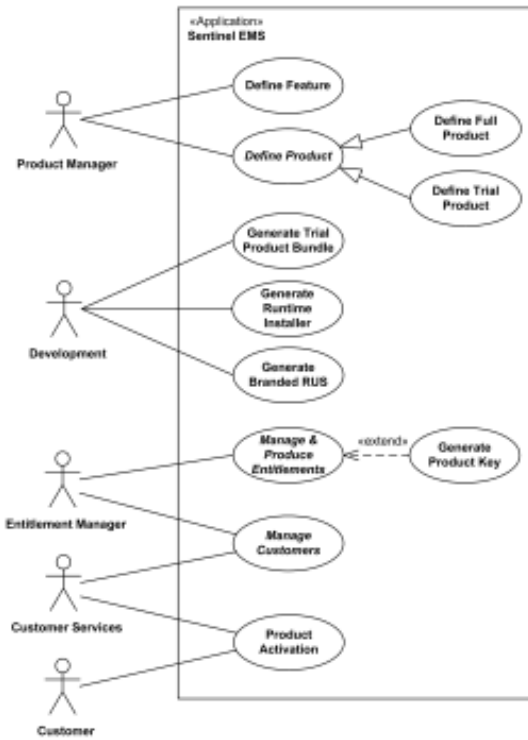 «Application»
Sentinel EMS
Define Feature
Define Full
Product
Product Manager
Define Product
Define Trial
Product
Generate Trial
Product Bundle
Generate
Runtime
Installer
Development
Generate
Branded RUS
Manage &
Produce
Entitlements
«extend»
Generate
Product Key
Entitlement Manager
Manage
Customers
Customer Services
Product
Activation
Customer